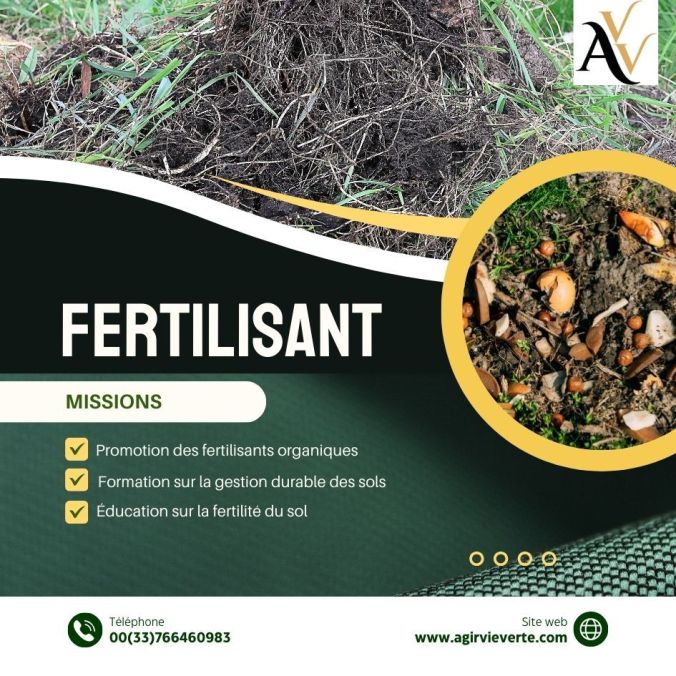 AVV
FERTILISANT
MISSIONS
Promotion des fertilisants organiques
Formation sur la gestion durable des sols
Éducation sur la fertilité du sol
Téléphone
00(33)766460983
Site web
www.agirvieverte.com